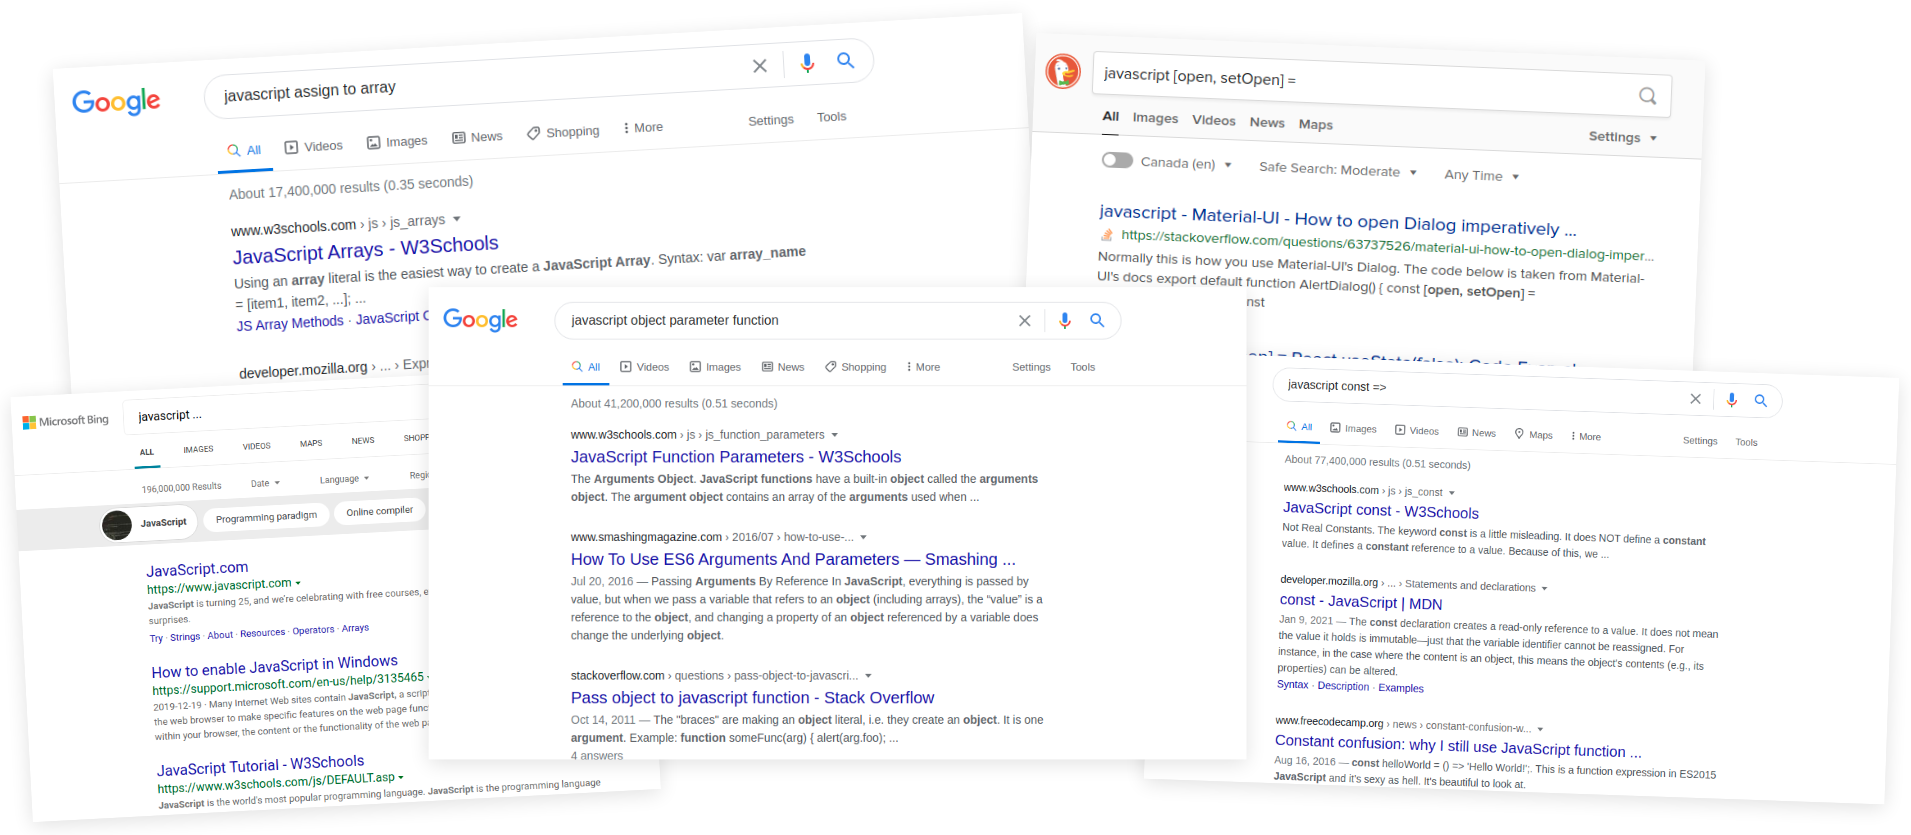 Google
javascript assign to array
All Videos Images News Shopping More Settings Tools
About 17,400,000 results (0.35 seconds)
www.w3schools.com › js › js_arrays
JavaScript Arrays - W3Schools
Using an array literal is the easiest way to create a JavaScript Array. Syntax: var array_name
= [item1, item2, ...]; ...
JS Array Methods · JavaScript
developer.mozilla.org › ... ›
javascript [open, setOpen] =
All Images Videos News Maps Settings
Canada (en) Safe Search: Moderate Any Time
javascript - Material-UI - How to open Dialog imperatively ...
https://stackoverflow.com/questions/63737526/material-ui-how-to-open-dialog-imper...
Normally this is how you use Material-UI's Dialog. The code below is taken from Material-
UI's docs export default function AlertDialog() { const [open, setOpen] =
nst
Microsoft Bing
javascript ...
ALL IMAGES VIDEOS MAPS NEWS
196,000,000 Results Date Language
JavaScript Programming paradigm Online compiler
JavaScript.com
https://www.javascript.com
JavaScript is turning 25, and we're celebrating with free courses,
surprises.
Try · Strings · About · Resources · Operators · Arrays
How to enable JavaScript in Windows
https://support.microsoft.com/en-us/help/3135465
2019-12-19 · Many Internet Web sites contain JavaScript, a script
the web browser to make specific features on the web page
within your browser, the content or the functionality of the web
JavaScript Tutorial - W3Schools
https://www.w3schools.com/js/DEFAULT.asp
JavaScript is the world's most popular programming language. JavaScript is the programming language
Google
javascript object parameter function
All Videos Images News Shopping More Settings Tools
About 41,200,000 results (0.51 seconds)
www.w3schools.com › js › js_function_parameters
JavaScript Function Parameters - W3Schools
The Arguments Object. JavaScript functions have a built-in object called the arguments
object. The argument object contains an array of the arguments used when ...
www.smashingmagazine.com › 2016/07 › how-to-use-...
How To Use ES6 Arguments And Parameters — Smashing ...
Jul 20, 2016 — Passing Arguments By Reference In JavaScript, everything is passed by
value, but when we pass a variable that refers to an object (including arrays), the “value” is a
reference to the object, and changing a property of an object referenced by a variable does
change the underlying object.
stackoverflow.com › questions › pass-object-to-javascri...
Pass object to javascript function - Stack Overflow
Oct 14, 2011 — The "braces" are making an object literal, i.e. they create an object. It is one
argument. Example: function someFunc(arg) { alert(arg.foo); ...
4 answers
javascript const =>
All Images Videos News Maps More Settings Tools
About 77,400,000 results (0.51 seconds)
www.w3schools.com › js › js_const
JavaScript const - W3Schools
Not Real Constants. The keyword const is a little misleading. It does NOT define a constant
value. It defines a constant reference to a value. Because of this, we ...
developer.mozilla.org › ... › Statements and declarations
const - JavaScript | MDN
Jan 9, 2021 — The const declaration creates a read-only reference to a value. It does not mean
the value it holds is immutable—just that the variable identifier cannot be reassigned. For
instance, in the case where the content is an object, this means the object's contents (e.g., its
properties) can be altered.
Syntax · Description · Examples
www.freecodecamp.org › news › constant-confusion-w...
Constant confusion: why I still use JavaScript function ...
Aug 16, 2016 — const helloWorld = () => 'Hello World!';. This is a function expression in ES2015
JavaScript and it's sexy as hell. It's beautiful to look at.